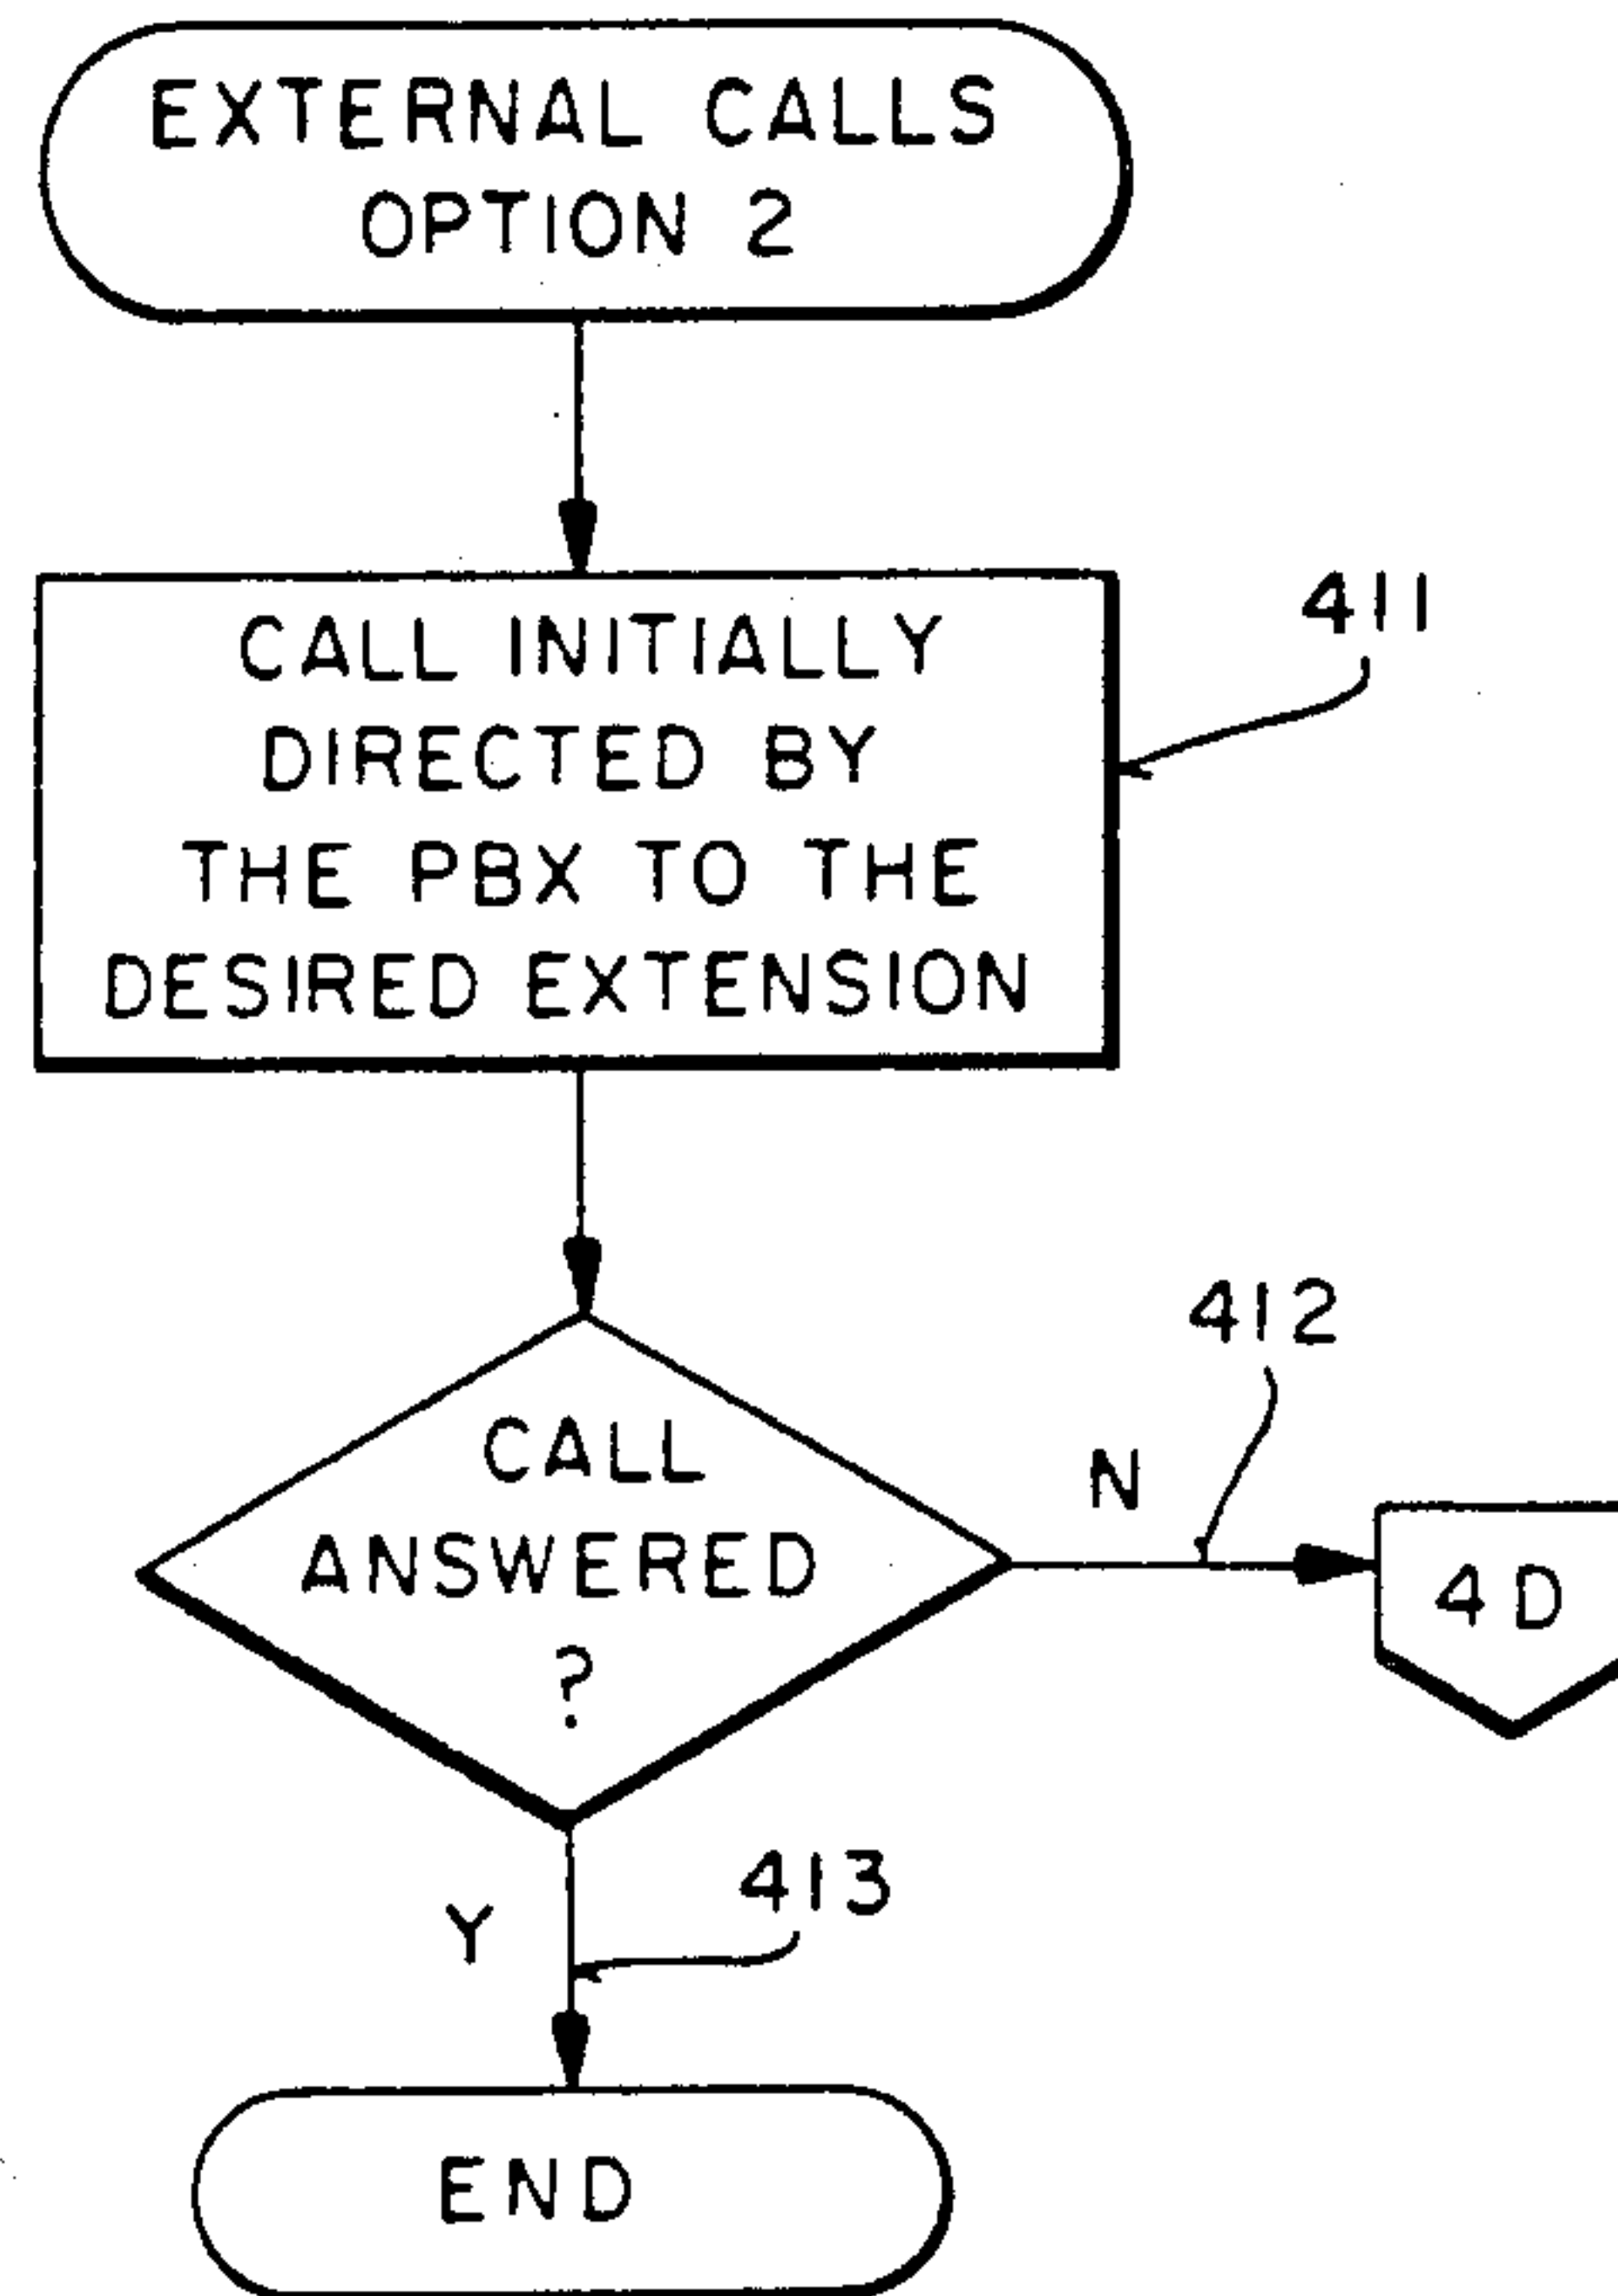 EXTERNAL CALLS
OPTION 2
CALL INITIALLY
DIRECTED BY
THE PBX TO THE
DESIRED EXTENSION
411
CALL
ANSWERED
?
N
412
4D
Y
413
END